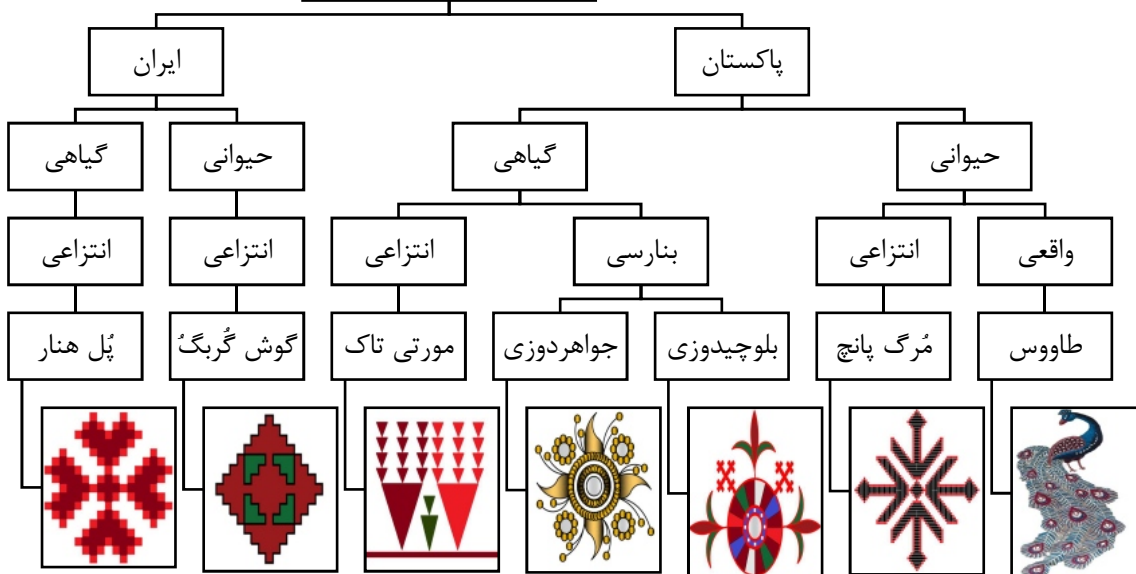 پاکستان
ایران
حیوانی
گیاهی
حیوانی
گیاهی
واقعی
انتزاعی
بنارسی
انتزاعی
انتزاعی
انتزاعی
طاووس
مُرگ پانچ
بلوچیدوزی
جواهردوزی
مورتی تاک
گوش گُربگُ
پُل هنار